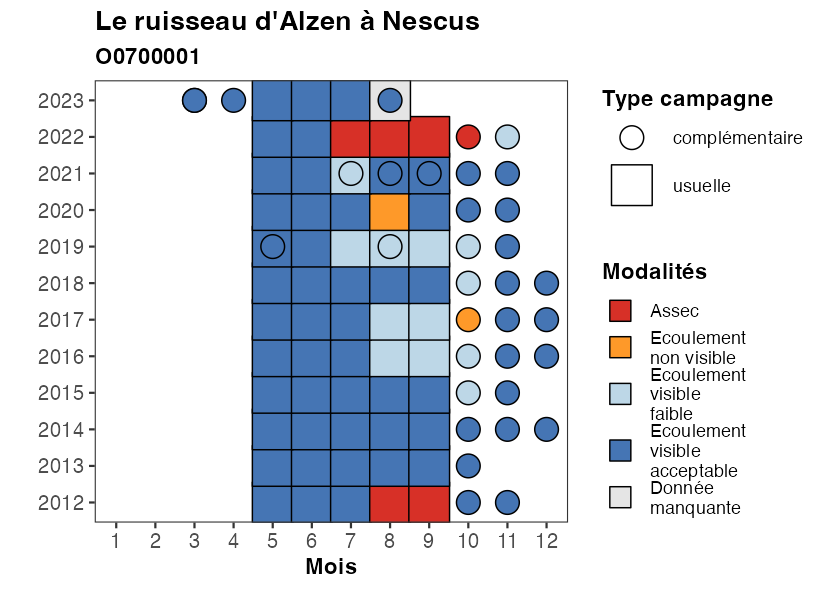 Le ruisseau d'Alzen à Nescus
O0700001
2023
2022
2021
2020
2019
2018
2017
2016
2015
2014
2013
2012
1 2 3 4 5 6 7 8 9 10 11 12
Mois
Type campagne
complémentaire
usuelle
Modalités
Assec
Ecoulement
non visible
Ecoulement
visible
faible
Ecoulement
visible
acceptable
Donnée
manquante